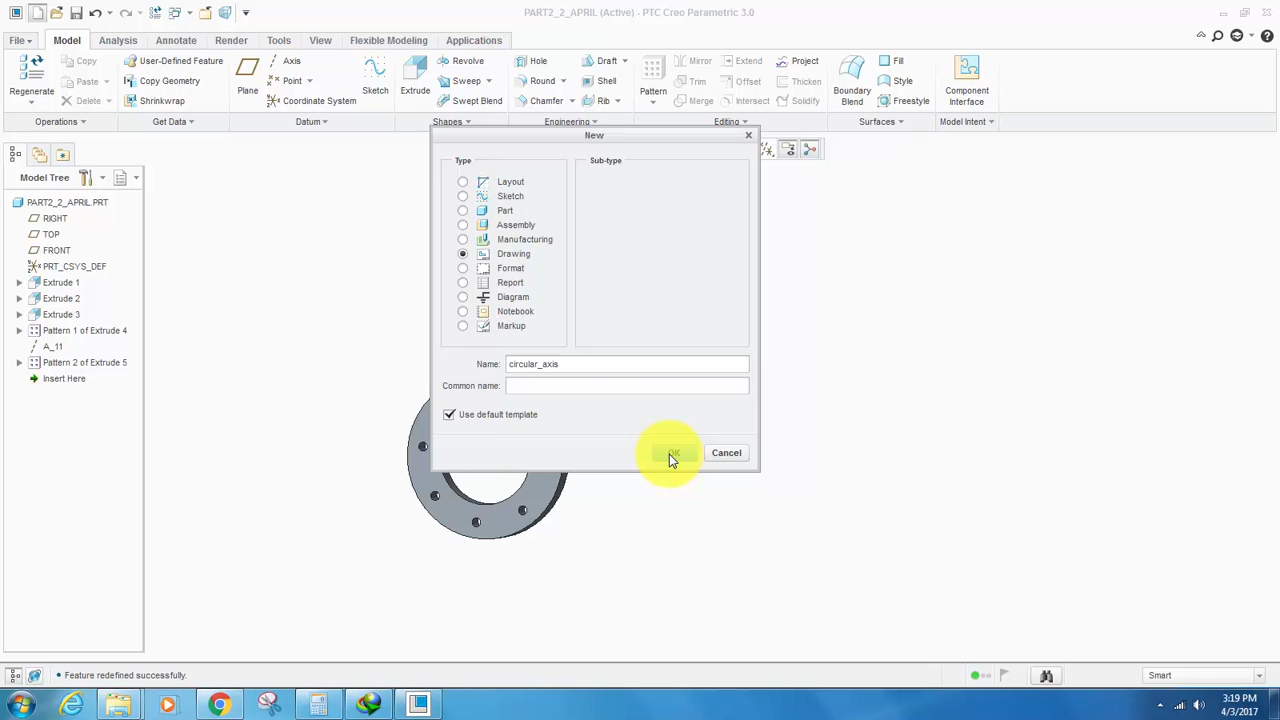 PART2_2_APRIL (Active) - PTC Creo Parametric 3.0
File Model Analysis Annotate Render Tools View Flexible Modeling Applications
Regenerate Copy Paste Delete
User-Defined Feature Copy Geometry Shrinkwrap
Plane Axis Point Coordinate System Sketch
Extrude Revolve Sweep Swept Blend
Hole Round Chamfer Draft Shell Rib
Pattern Mirror Trim Merge Extend Offset Intersect Project Thicken Solidify
Boundary Blend Fill Style Freestyle
Component Interface
Operations Get Data Datum Shapes Engineering Editing Surfaces Model Intent
New
Model Tree
PART2_2_APRIL.PRT
RIGHT
TOP
FRONT
PRT_CSYS_DEF
Extrude 1
Extrude 2
Extrude 3
Pattern 1 of Extrude 4
A_11
Pattern 2 of Extrude 5
Insert Here
Type
Layout
Sketch
Part
Assembly
Manufacturing
Drawing
Format
Report
Diagram
Notebook
Markup
Sub-type
Name: circular_axis
Common name:
Use default template
OK Cancel
Feature redefined successfully.
Smart
3:19 PM
4/3/2017